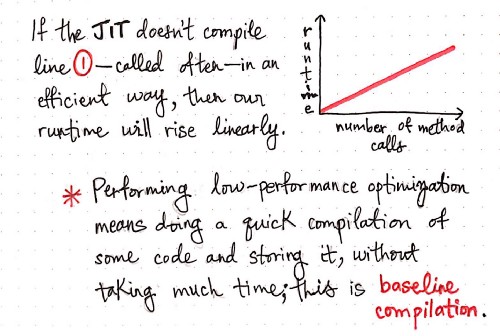 If the JIT doesn't compile
line ①—called often—in an
efficient way, then our
runtime will rise linearly.
runtime
number of method
calls
* Performing low-performance optimization
means doing a quick compilation of
some code and storing it, without
taking much time; this is baseline
compilation.